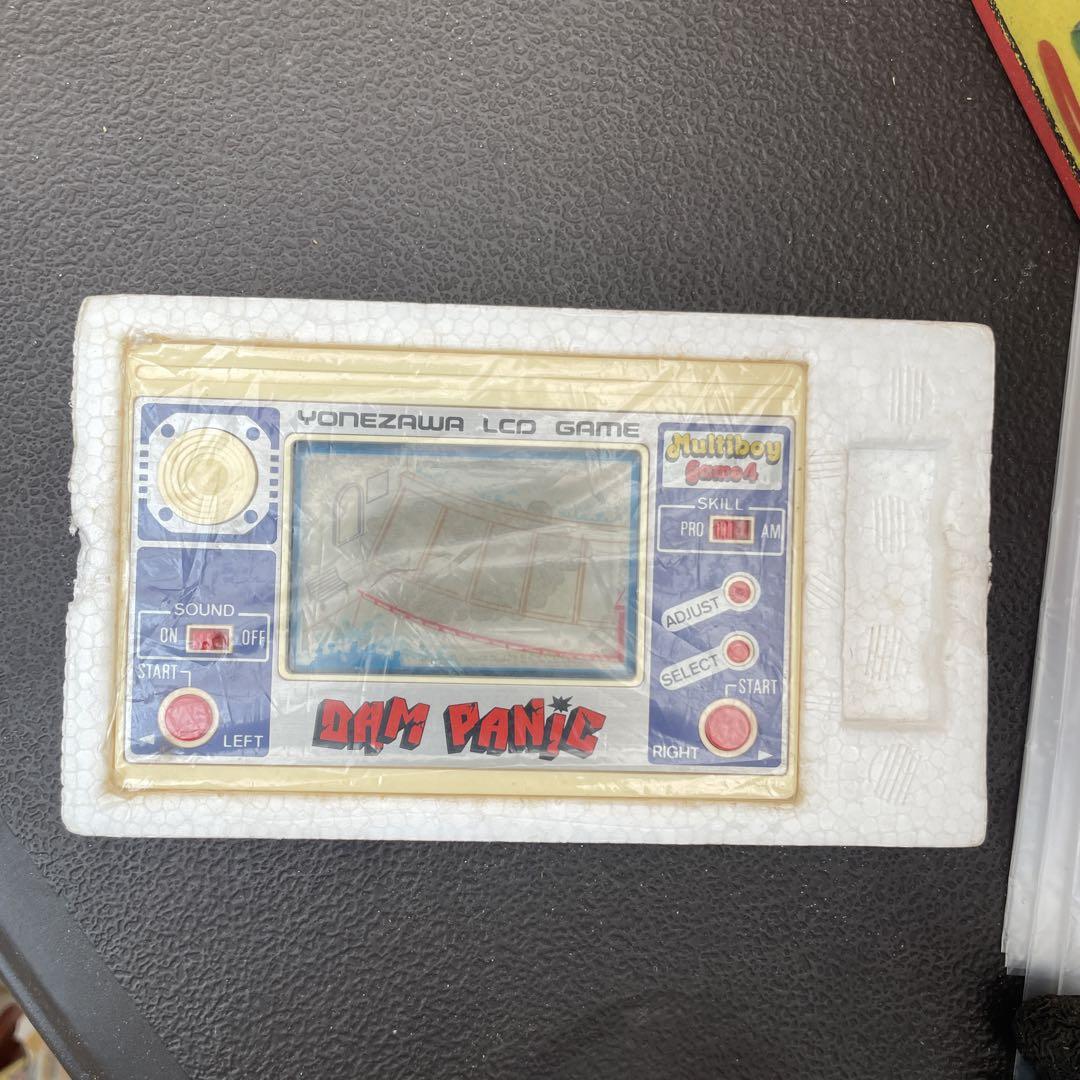 YONEZAWA LCD GAME
Multiboy
Game 4
SKILL
PRO AM
ADJUST
SELECT
SOUND
ON OFF
START
LEFT
DAM PANiC
START
RIGHT